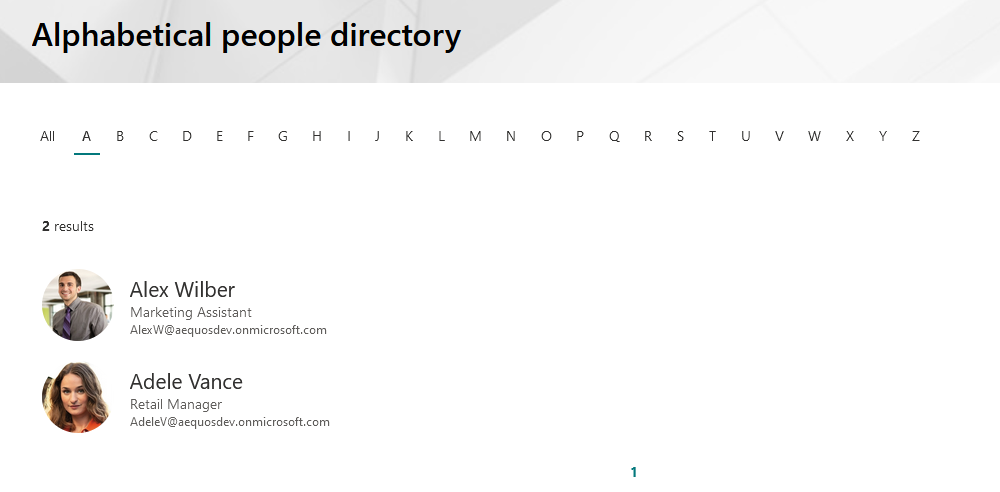 Alphabetical people directory
All A B C D E F G H I J K L M N O P Q R S T U V W X Y Z
2 results
Alex Wilber
Marketing Assistant
AlexW@aequosdev.onmicrosoft.com
Adele Vance
Retail Manager
AdeleV@aequosdev.onmicrosoft.com
1